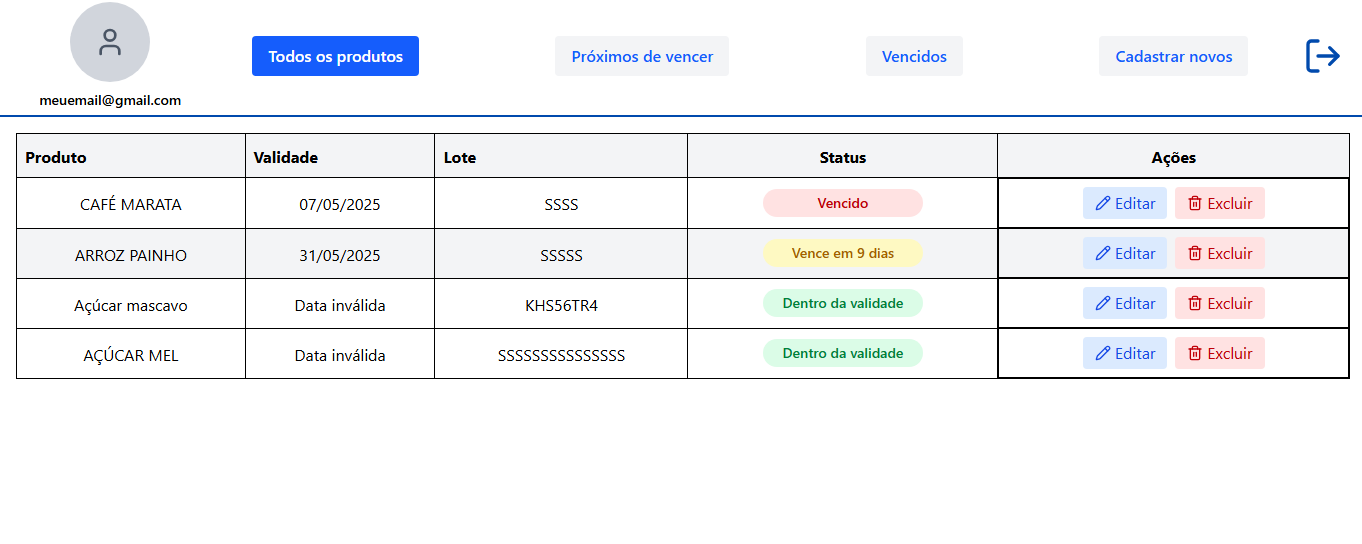 Todos os produtos Próximos de vencer Vencidos Cadastrar novos
meuemail@gmail.com
Produto Validade Lote Status Ações
CAFÉ MARATA 07/05/2025 SSSS Vencido Editar Excluir
ARROZ PAINHO 31/05/2025 SSSSS Vence em 9 dias Editar Excluir
Açúcar mascavo Data inválida KHS56TR4 Dentro da validade Editar Excluir
AÇÚCAR MEL Data inválida SSSSSSSSSSSSSSS Dentro da validade Editar Excluir